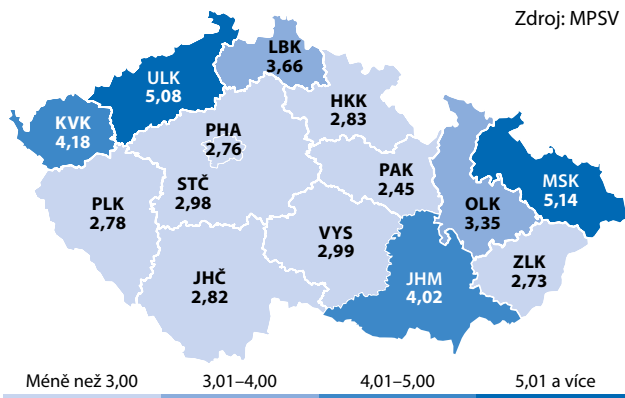 Zdroj: MPSV
LBK
3,66
ULK
5,08
HKK
2,83
KVK
4,18
PHA
2,76
PAK
2,45
STČ
2,98
MSK
5,14
PLK
2,78
OLK
3,35
VYS
2,99
ZLK
2,73
JHČ
2,82
JHM
4,02
Méně než 3,00
3,01–4,00
4,01–5,00
5,01 a více